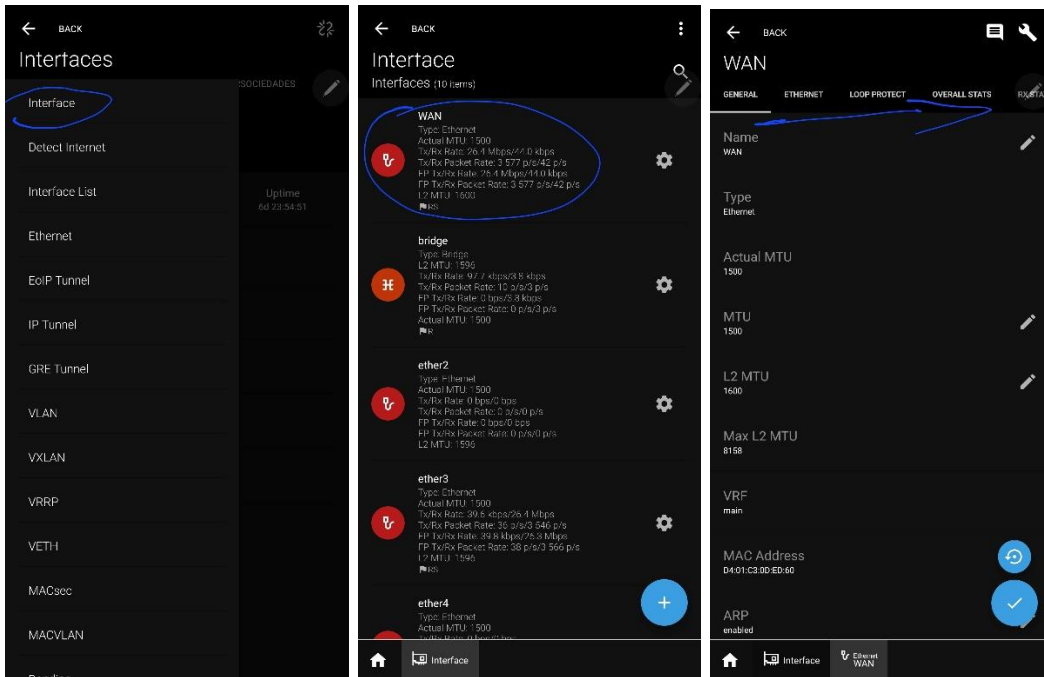 BACK
Interfaces
SOCIEDADES
Interface
Detect Internet
Interface List
Uptime
6d 23:54:51
Ethernet
EoIP Tunnel
IP Tunnel
GRE Tunnel
VLAN
VXLAN
VRRP
VETH
MACsec
MACVLAN
BACK
Interface
Interfaces (10 items)
WAN
Type: Ethernet
Actual MTU: 1500
Tx/Rx Rate: 26.4 Mbps/44.0 kbps
Tx/Rx Packet Rate: 3 577 p/s/42 p/s
FP Tx/Rx Rate: 26.4 Mbps/44.0 kbps
FP Tx/Rx Packet Rate: 3 577 p/s/42 p/s
L2 MTU: 1600
RS
bridge
Type: Bridge
L2 MTU: 1596
Tx/Rx Rate: 97.7 kbps/3.8 kbps
Tx/Rx Packet Rate: 10 p/s/3 p/s
FP Tx/Rx Rate: 0 bps/3.8 kbps
FP Tx/Rx Packet Rate: 0 p/s/3 p/s
Actual MTU: 1500
R
ether2
Type: Ethernet
Actual MTU: 1500
Tx/Rx Rate: 0 bps/0 bps
Tx/Rx Packet Rate: 0 p/s/0 p/s
FP Tx/Rx Rate: 0 bps/0 bps
FP Tx/Rx Packet Rate: 0 p/s/0 p/s
L2 MTU: 1596
ether3
Type: Ethernet
Actual MTU: 1500
Tx/Rx Rate: 39.6 kbps/26.4 Mbps
Tx/Rx Packet Rate: 36 p/s/3 546 p/s
FP Tx/Rx Rate: 39.8 kbps/26.3 Mbps
FP Tx/Rx Packet Rate: 38 p/s/3 566 p/s
L2 MTU: 1596
RS
ether4
Type: Ethernet
Actual MTU: 1500
Tx/Rx Rate: 0 bps/0 bps
Interface
BACK
WAN
GENERAL ETHERNET LOOP PROTECT OVERALL STATS RX STA
Name
WAN
Type
Ethernet
Actual MTU
1500
MTU
1500
L2 MTU
1600
Max L2 MTU
8158
VRF
main
MAC Address
D4:01:C3:0D:ED:60
ARP
enabled
Interface
Ethernet
WAN